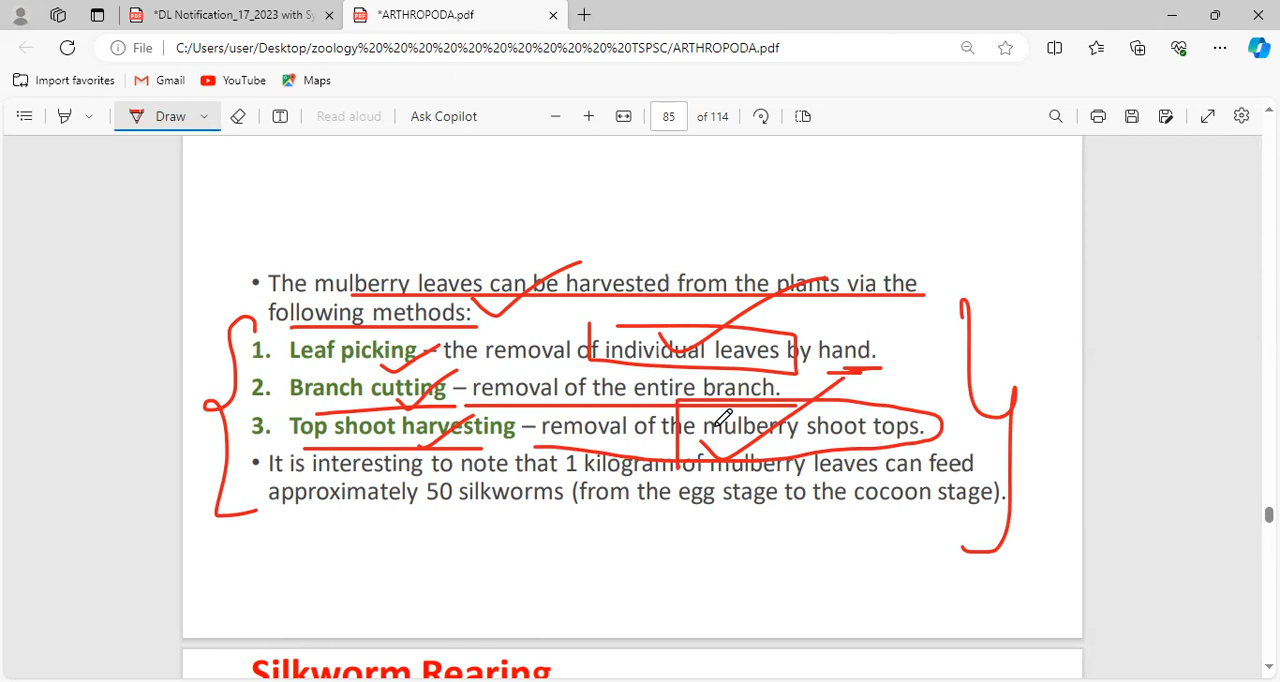 *DL Notification_17_2023 with Sy
*ARTHROPODA.pdf
File
C:/Users/user/Desktop/zoology%20%20%20%20%20%20%20%20%20%20TSPSC/ARTHROPODA.pdf
Import favorites
Gmail
YouTube
Maps
Draw
Read aloud
Ask Copilot
85
of 114
• The mulberry leaves can be harvested from the plants via the
following methods:
1. Leaf picking – the removal of individual leaves by hand.
2. Branch cutting – removal of the entire branch.
3. Top shoot harvesting – removal of the mulberry shoot tops.
• It is interesting to note that 1 kilogram of mulberry leaves can feed
approximately 50 silkworms (from the egg stage to the cocoon stage).
Silkworm Rearing